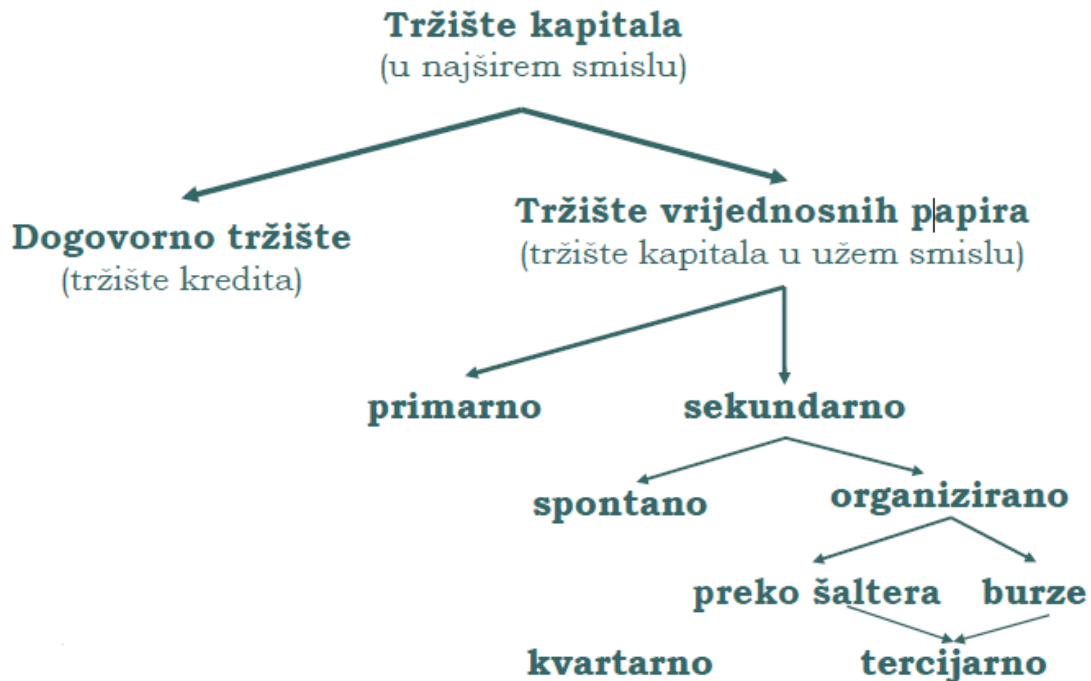 Tržište kapitala
(u najširem smislu)
Dogovorno tržište
(tržište kredita)
Tržište vrijednosnih papira
(tržište kapitala u užem smislu)
primarno
sekundarno
spontano
organizirano
preko šaltera
burze
kvartarno
tercijarno